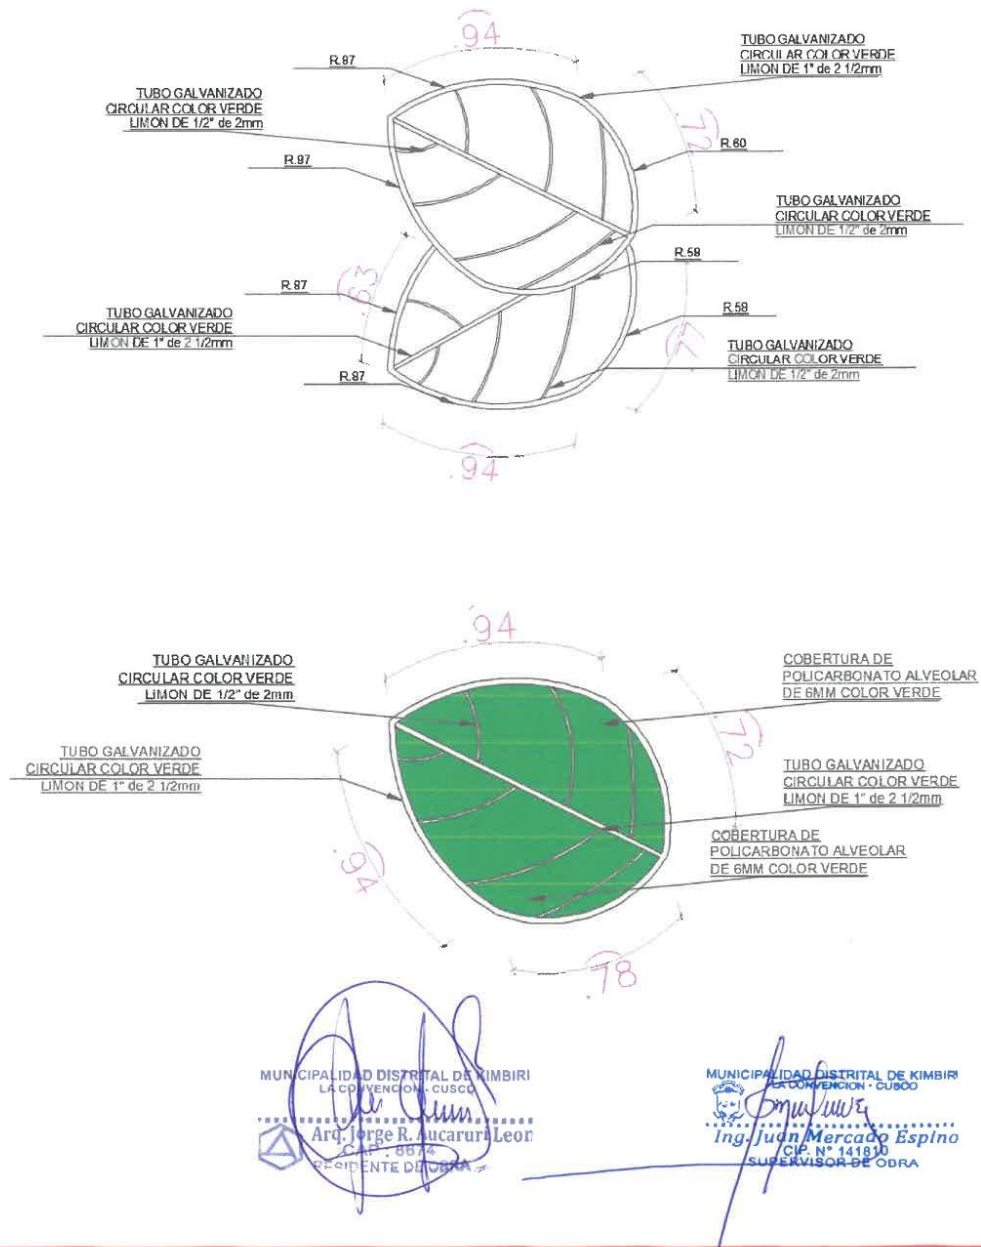 .94
R.87
TUBO GALVANIZADO
CIRCULAR COLOR VERDE
LIMON DE 1" de 2 1/2mm
TUBO GALVANIZADO
CIRCULAR COLOR VERDE
LIMON DE 1/2" de 2mm
.72
R.60
R.87
TUBO GALVANIZADO
CIRCULAR COLOR VERDE
LIMON DE 1/2" de 2mm
R.58
.63
R.87
R.58
TUBO GALVANIZADO
CIRCULAR COLOR VERDE
LIMON DE 1" de 2 1/2mm
TUBO GALVANIZADO
CIRCULAR COLOR VERDE
LIMON DE 1/2" de 2mm
R.87
.94
.94
TUBO GALVANIZADO
CIRCULAR COLOR VERDE
LIMON DE 1/2" de 2mm
COBERTURA DE
POLICARBONATO ALVEOLAR
DE 6MM COLOR VERDE
.72
TUBO GALVANIZADO
CIRCULAR COLOR VERDE
LIMON DE 1" de 2 1/2mm
TUBO GALVANIZADO
CIRCULAR COLOR VERDE
LIMON DE 1" de 2 1/2mm
COBERTURA DE
POLICARBONATO ALVEOLAR
DE 6MM COLOR VERDE
.94
.78
MUNICIPALIDAD DISTRITAL DE KIMBIRI
LA CONVENCION - CUSCO
Arq. Jorge R. Aucaruri Leon
CAP : 8674
RESIDENTE DE OBRA
MUNICIPALIDAD DISTRITAL DE KIMBIRI
LA CONVENCION - CUSCO
Ing. Juan Mercado Espino
CIP. N° 141810
SUPERVISOR DE OBRA